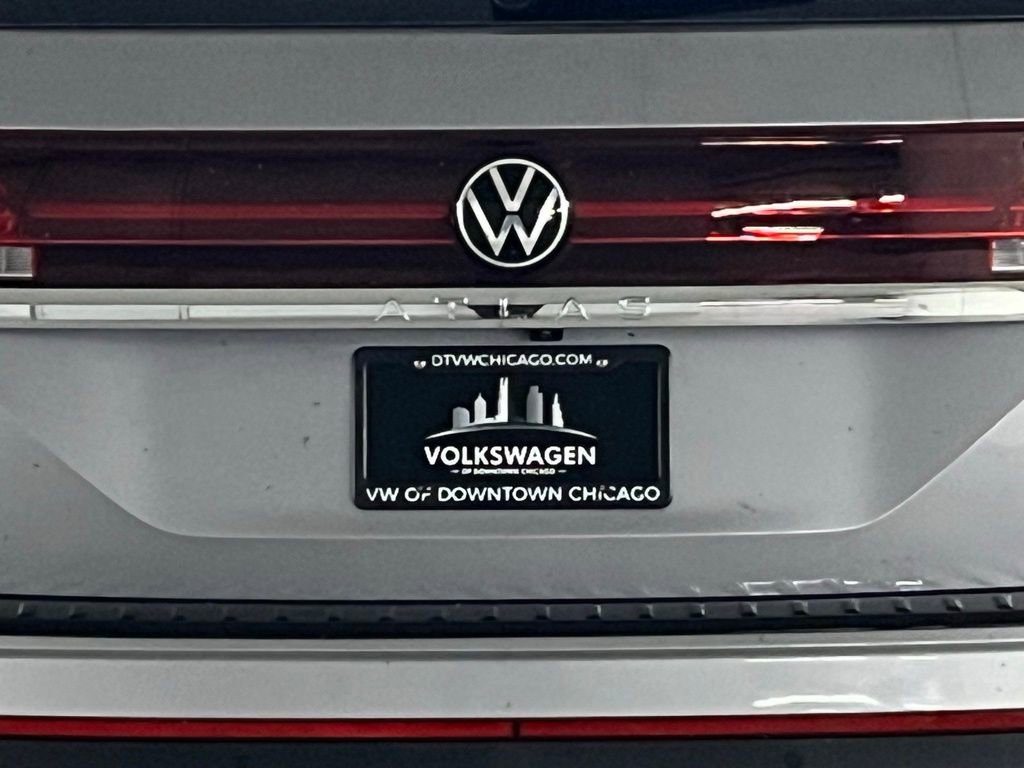 ATLAS
DTVWCHICAGO.COM
VOLKSWAGEN
OF DOWNTOWN CHICAGO
VW OF DOWNTOWN CHICAGO